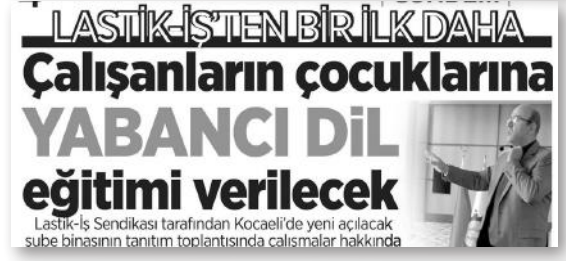 LASTİK-İŞ'TEN BİR İLK DAHA
Çalışanların çocuklarına
YABANCI DİL
eğitimi verilecek
Lastik-İş Sendikası tarafından Kocaeli'de yeni açılacak
şube binasının tanıtım toplantısında çalışmalar hakkında